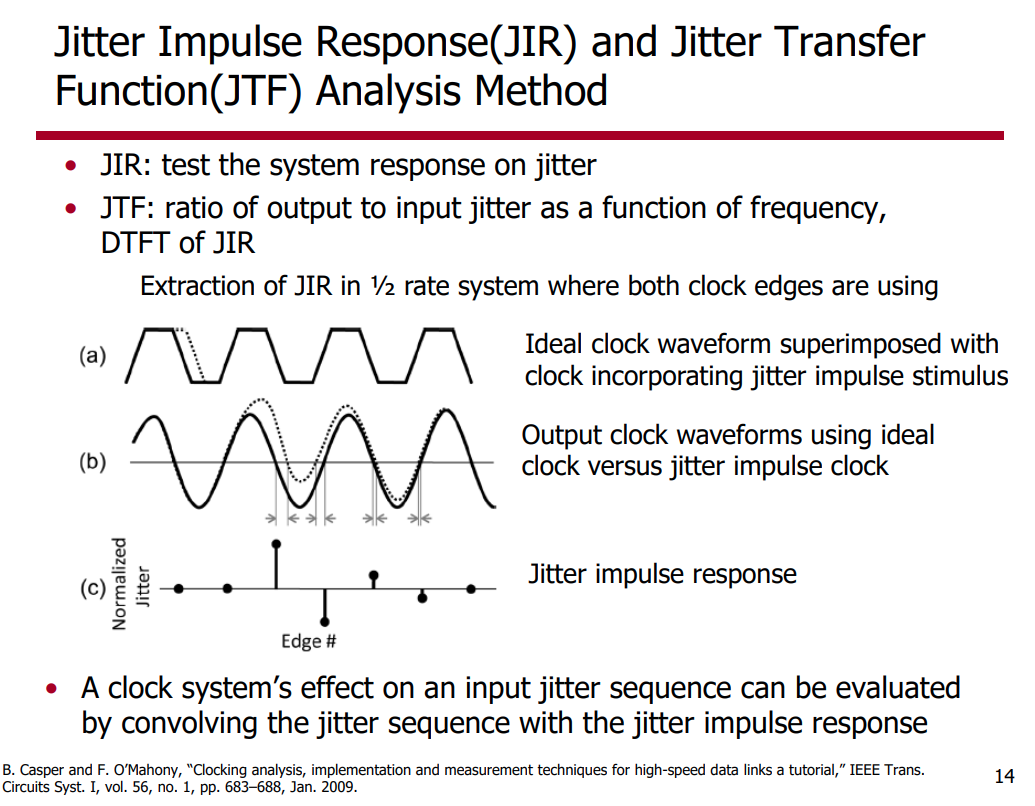 Jitter Impulse Response(JIR) and Jitter Transfer
Function(JTF) Analysis Method
• JIR: test the system response on jitter
• JTF: ratio of output to input jitter as a function of frequency,
DTFT of JIR
Extraction of JIR in ½ rate system where both clock edges are using
(a)
Ideal clock waveform superimposed with
clock incorporating jitter impulse stimulus
(b)
Output clock waveforms using ideal
clock versus jitter impulse clock
(c)
Normalized
Jitter
Jitter impulse response
Edge #
• A clock system’s effect on an input jitter sequence can be evaluated
by convolving the jitter sequence with the jitter impulse response
B. Casper and F. O’Mahony, “Clocking analysis, implementation and measurement techniques for high-speed data links a tutorial,” IEEE Trans.
Circuits Syst. I, vol. 56, no. 1, pp. 683–688, Jan. 2009.
14